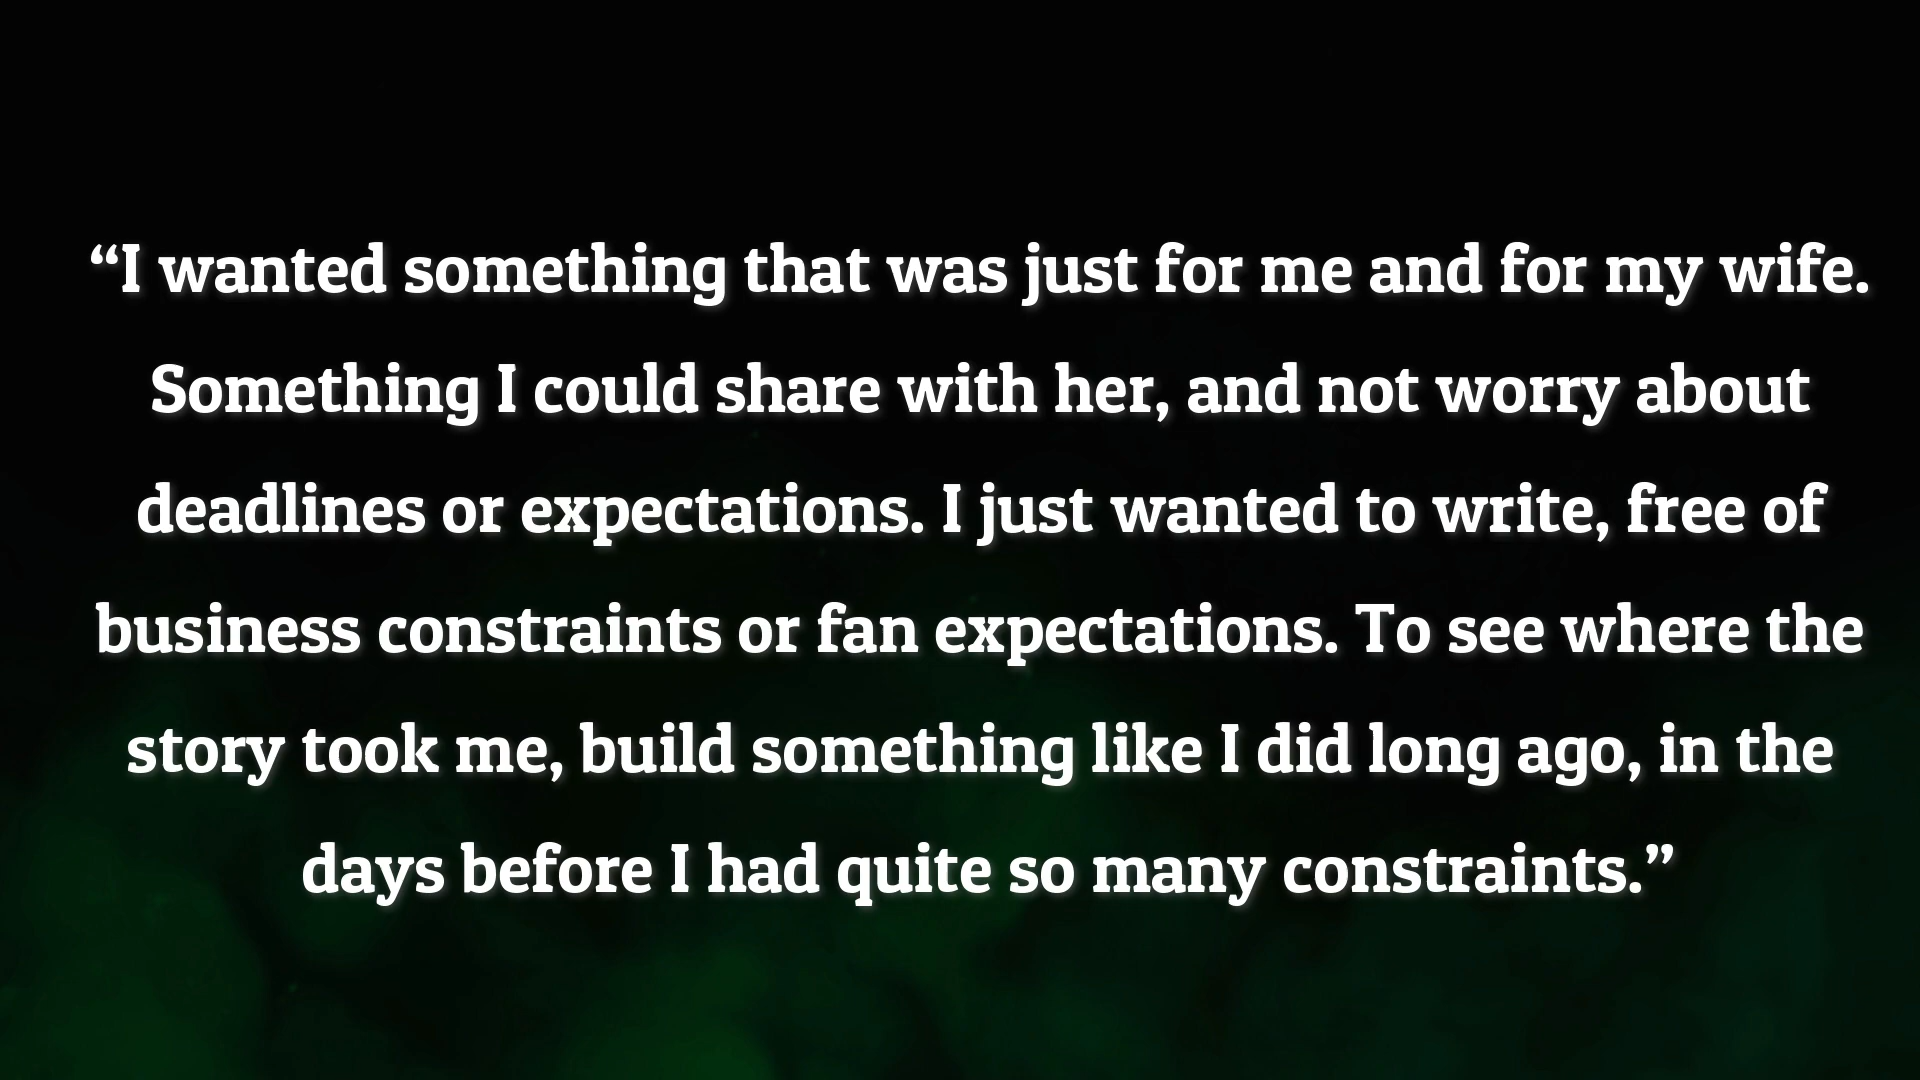 “I wanted something that was just for me and for my wife.
Something I could share with her, and not worry about
deadlines or expectations. I just wanted to write, free of
business constraints or fan expectations. To see where the
story took me, build something like I did long ago, in the
days before I had quite so many constraints.”